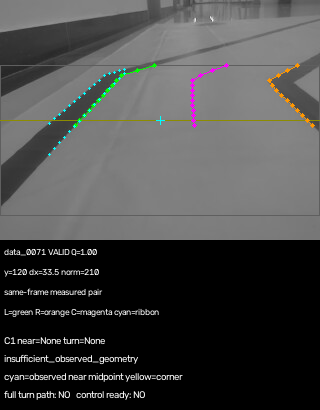 data_0071 VALID Q=1.00
y=120 dx=33.5 norm=210
same-frame measured pair
L=green R=orange C=magenta cyan=ribbon
C1 near=None turn=None
insufficient_observed_geometry
cyan=observed near midpoint yellow=corner
full turn path: NO control ready: NO